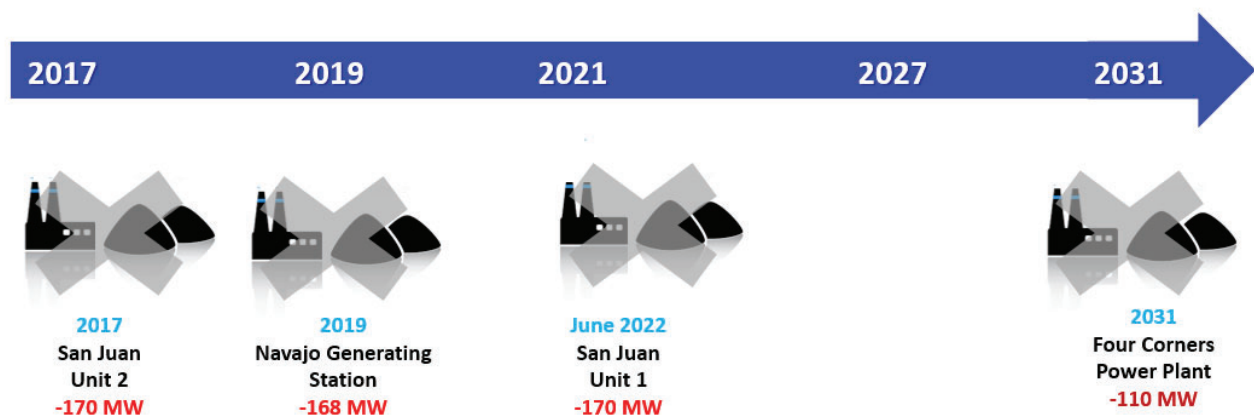 2017 2019 2021 2027 2031
2017
San Juan
Unit 2
-170 MW
2019
Navajo Generating
Station
-168 MW
June 2022
San Juan
Unit 1
-170 MW
2031
Four Corners
Power Plant
-110 MW